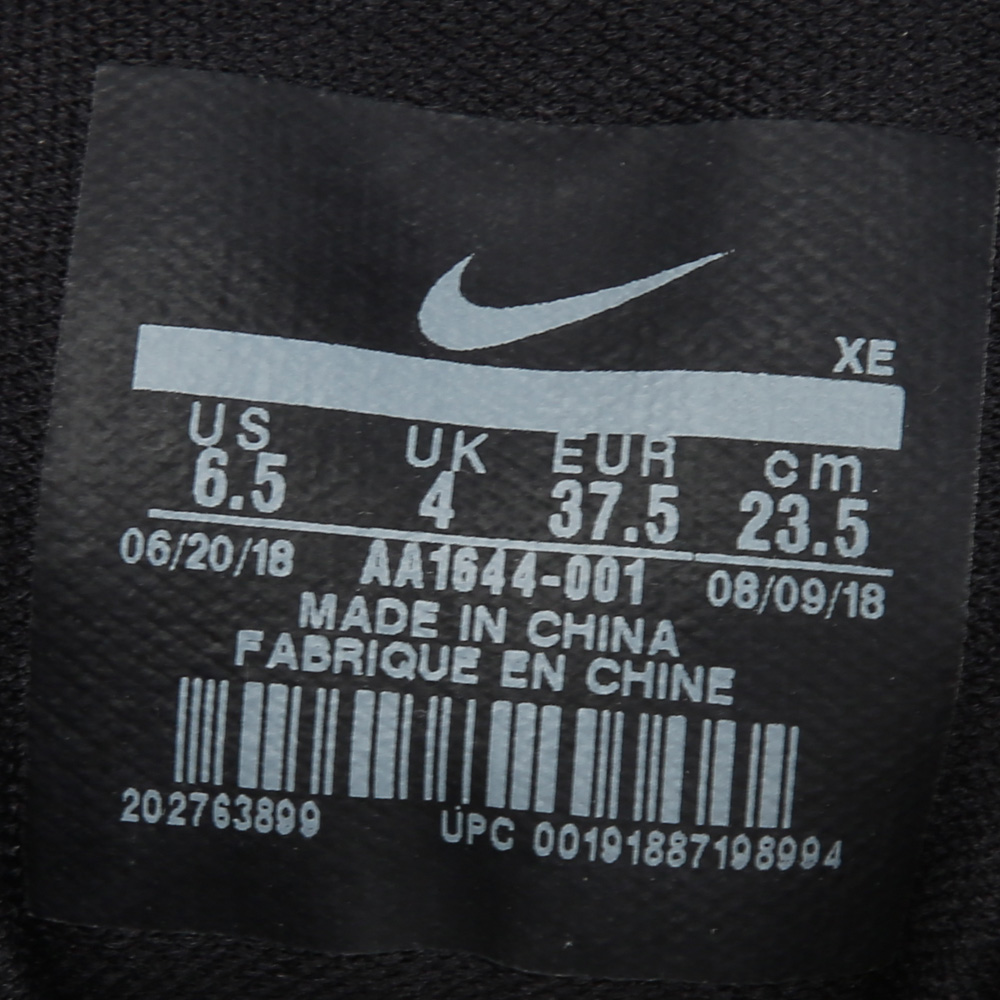 XE
US UK EUR cm
6.5 4 37.5 23.5
06/20/18 AA1644-001 08/09/18
MADE IN CHINA
FABRIQUE EN CHINE
202763899 UPC 00191887198994